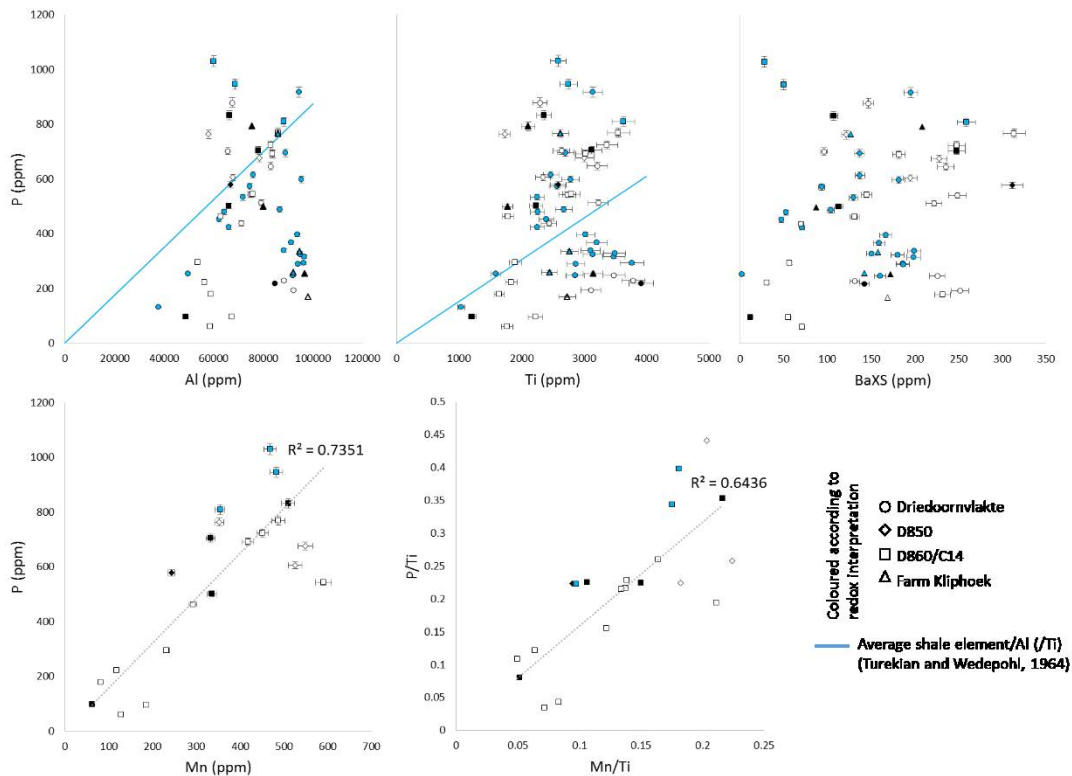 1200
1000
800
600
400
200
0
P (ppm)
0 20000 40000 60000 80000 100000 120000
Al (ppm)
0 1000 2000 3000 4000 5000
Ti (ppm)
0 50 100 150 200 250 300 350
BaXS (ppm)
1200
1000
800
600
400
200
0
P (ppm)
R² = 0.7351
0 100 200 300 400 500 600 700
Mn (ppm)
0.5
0.45
0.4
0.35
0.3
0.25
0.2
0.15
0.1
0.05
0
P/Ti
R² = 0.6436
0 0.05 0.1 0.15 0.2 0.25
Mn/Ti
Coloured according to
redox interpretation
Driedoornvlakte
D850
D860/C14
Farm Kliphoek
Average shale element/Al (/Ti)
(Turekian and Wedepohl, 1964)